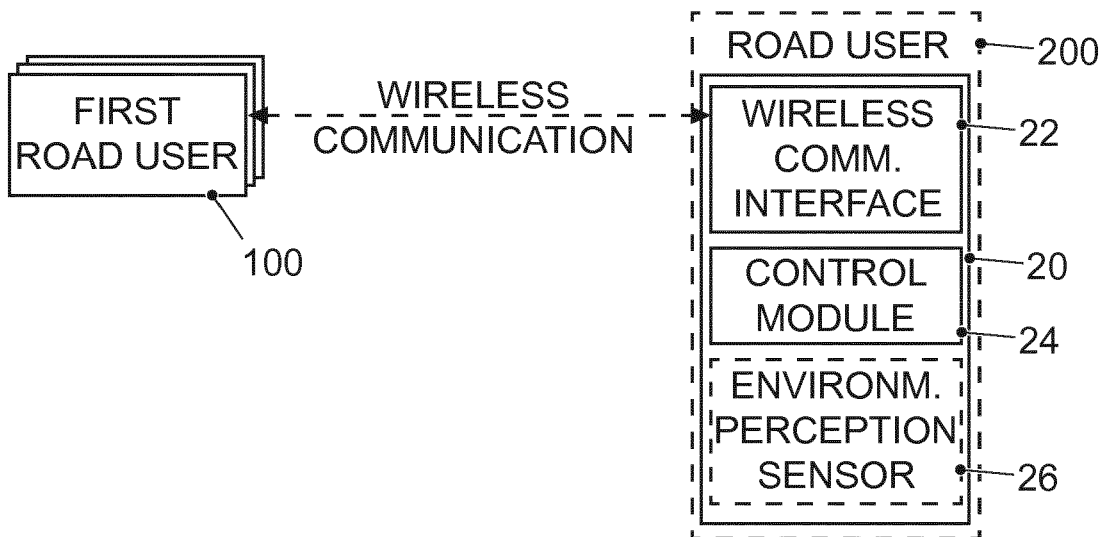 FIRST
ROAD USER
100
WIRELESS
COMMUNICATION
ROAD USER
200
WIRELESS
COMM.
INTERFACE
22
20
CONTROL
MODULE
24
ENVIRONM.
PERCEPTION
SENSOR
26